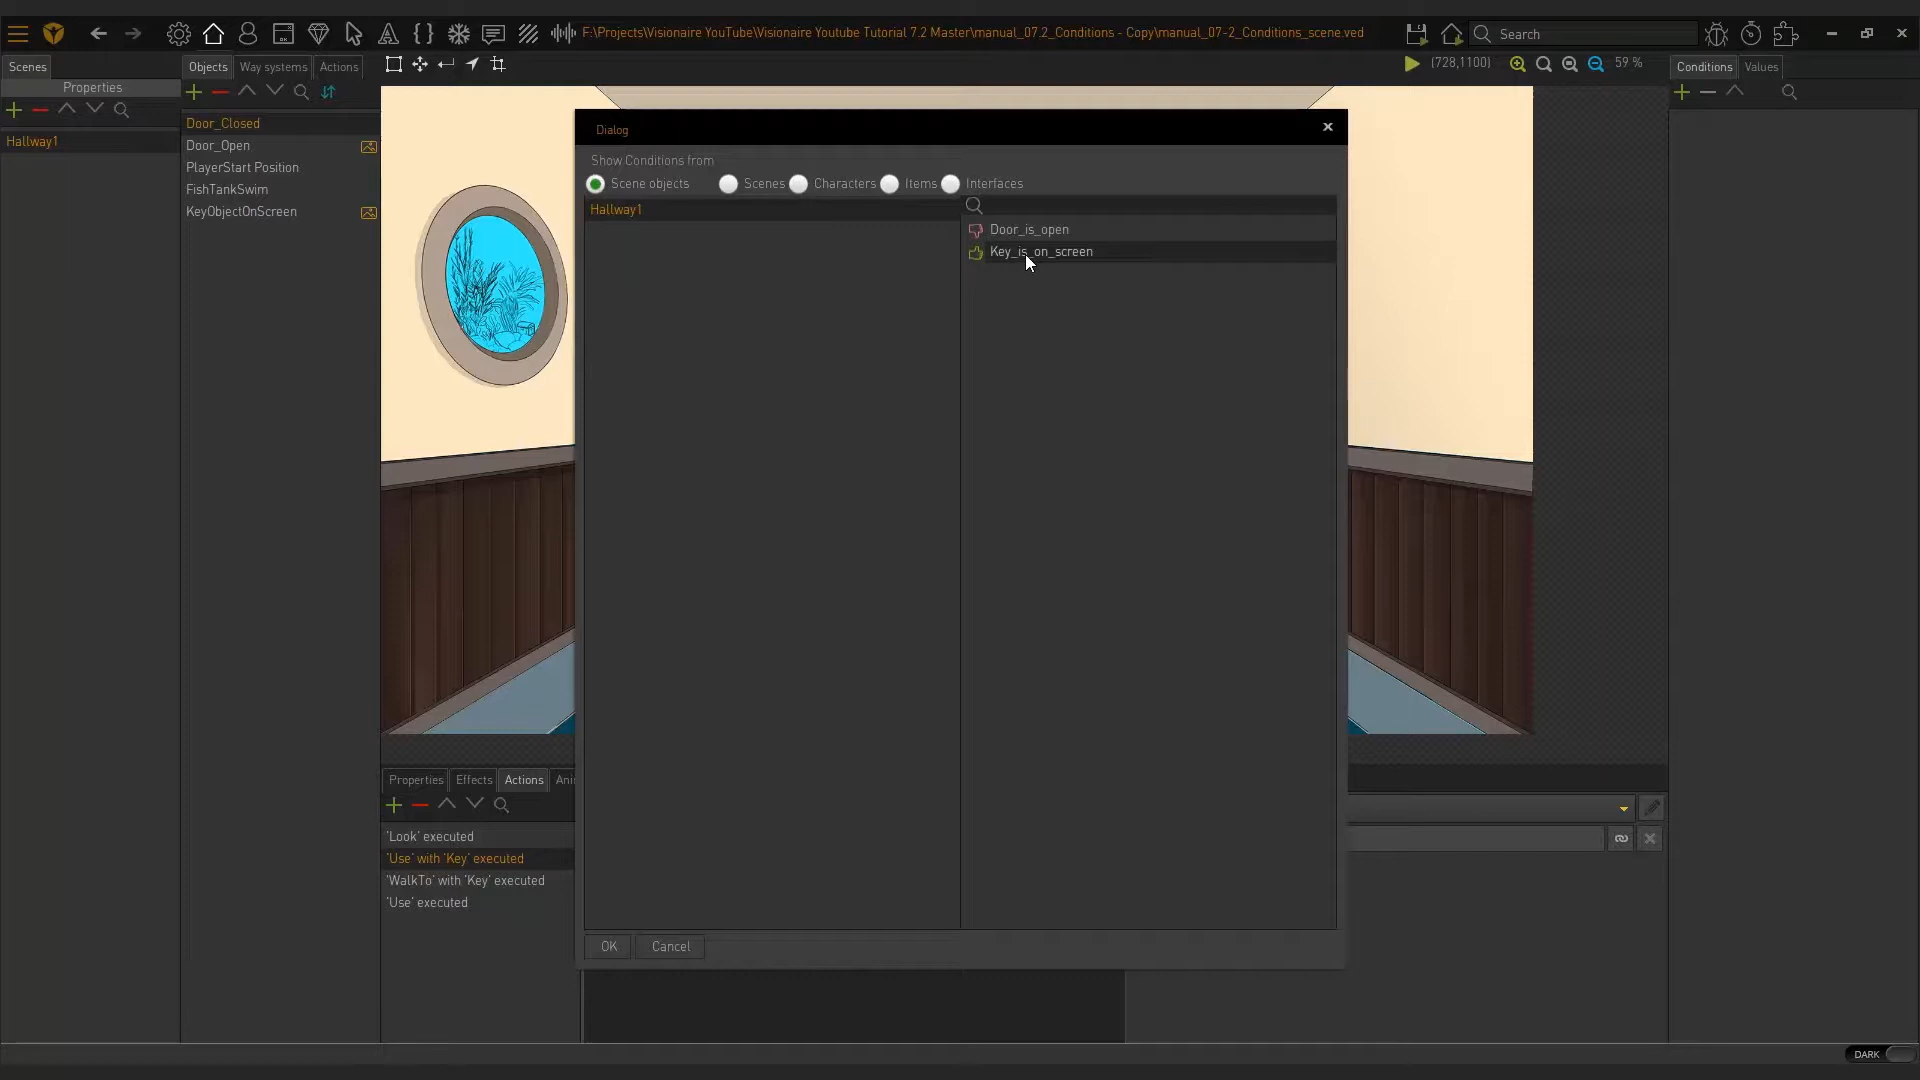 F:\Projects\Visionaire YouTube\Visionaire Youtube Tutorial 7.2 Master\manual_07.2_Conditions - Copy\manual_07-2_Conditions_scene.ved
Search
Scenes
Objects
Way systems
Actions
(728,1100)
59 %
Conditions
Values
Properties
Hallway1
Door_Closed
Door_Open
PlayerStart Position
FishTankSwim
KeyObjectOnScreen
Dialog
Show Conditions from
Scene objects
Scenes
Characters
Items
Interfaces
Hallway1
Door_is_open
Key_is_on_screen
OK
Cancel
Properties
Effects
Actions
Ani
'Look' executed
'Use' with 'Key' executed
'WalkTo' with 'Key' executed
'Use' executed
DARK